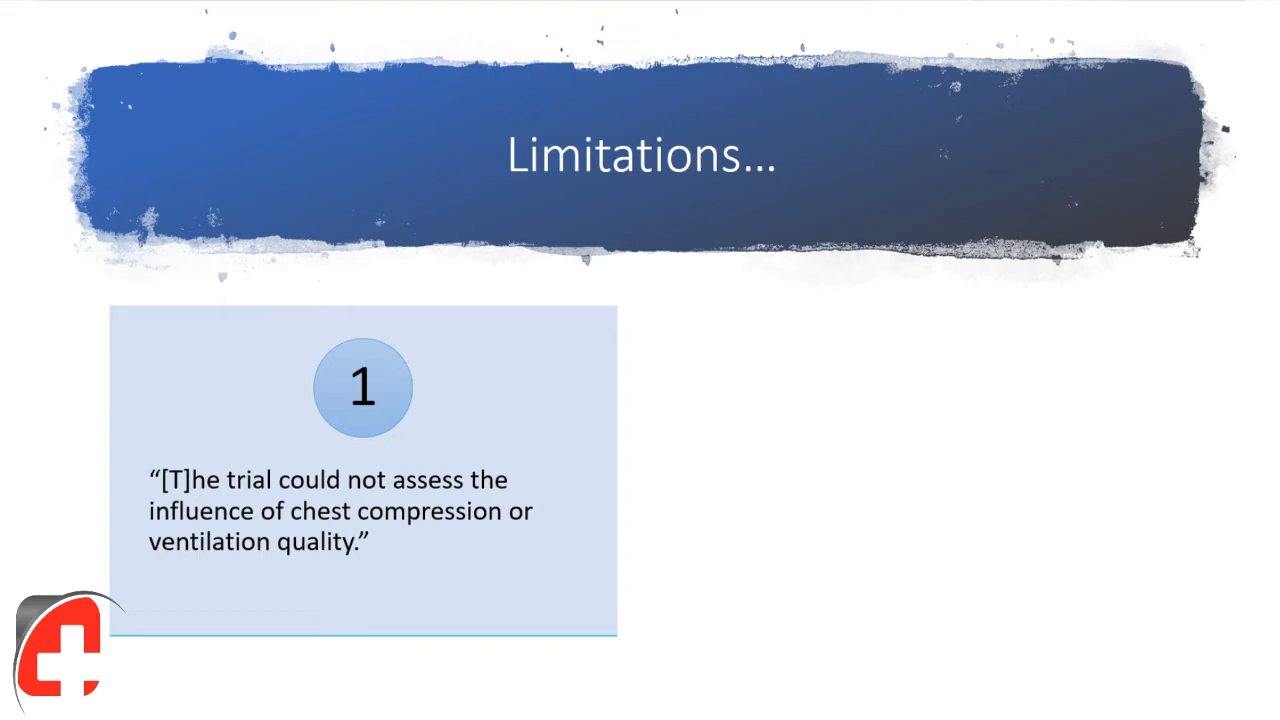 Limitations...
1
“[T]he trial could not assess the
influence of chest compression or
ventilation quality.”